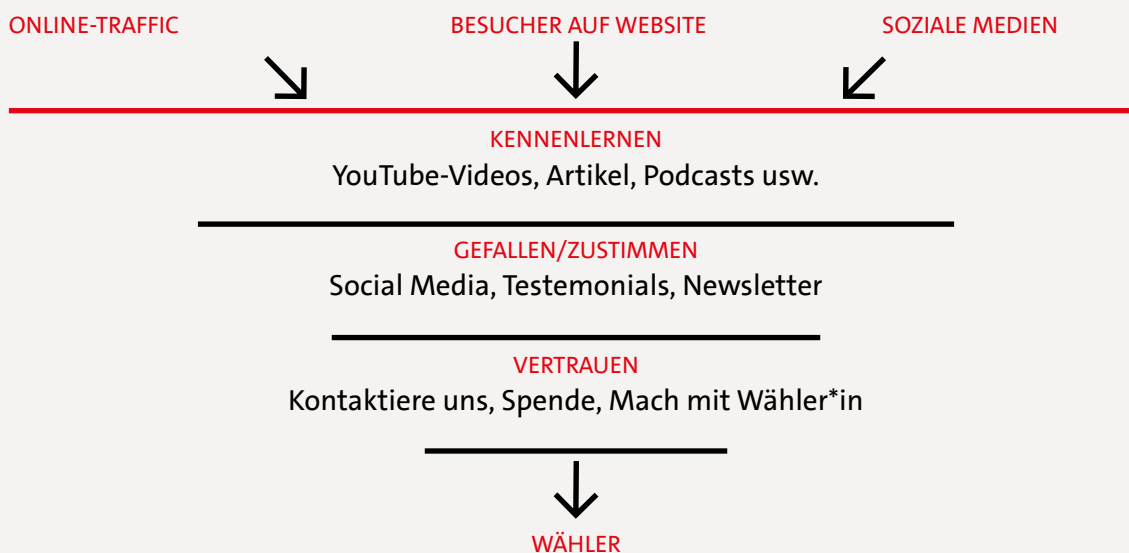 ONLINE-TRAFFIC BESUCHER AUF WEBSITE SOZIALE MEDIEN
KENNENLERNEN
YouTube-Videos, Artikel, Podcasts usw.
GEFALLEN/ZUSTIMMEN
Social Media, Testemonials, Newsletter
VERTRAUEN
Kontaktiere uns, Spende, Mach mit Wähler*in
WÄHLER